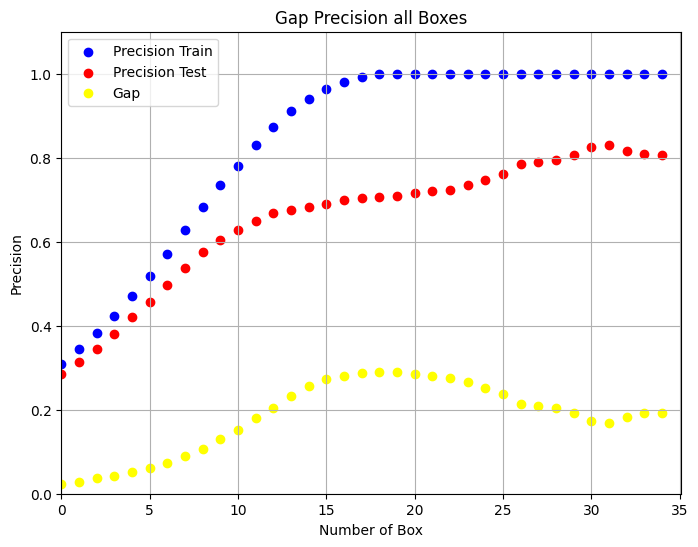 Gap Precision all Boxes
Precision Train
Precision Test
Gap
1.0
0.8
0.6
0.4
0.2
0.0
Precision
0 5 10 15 20 25 30 35
Number of Box